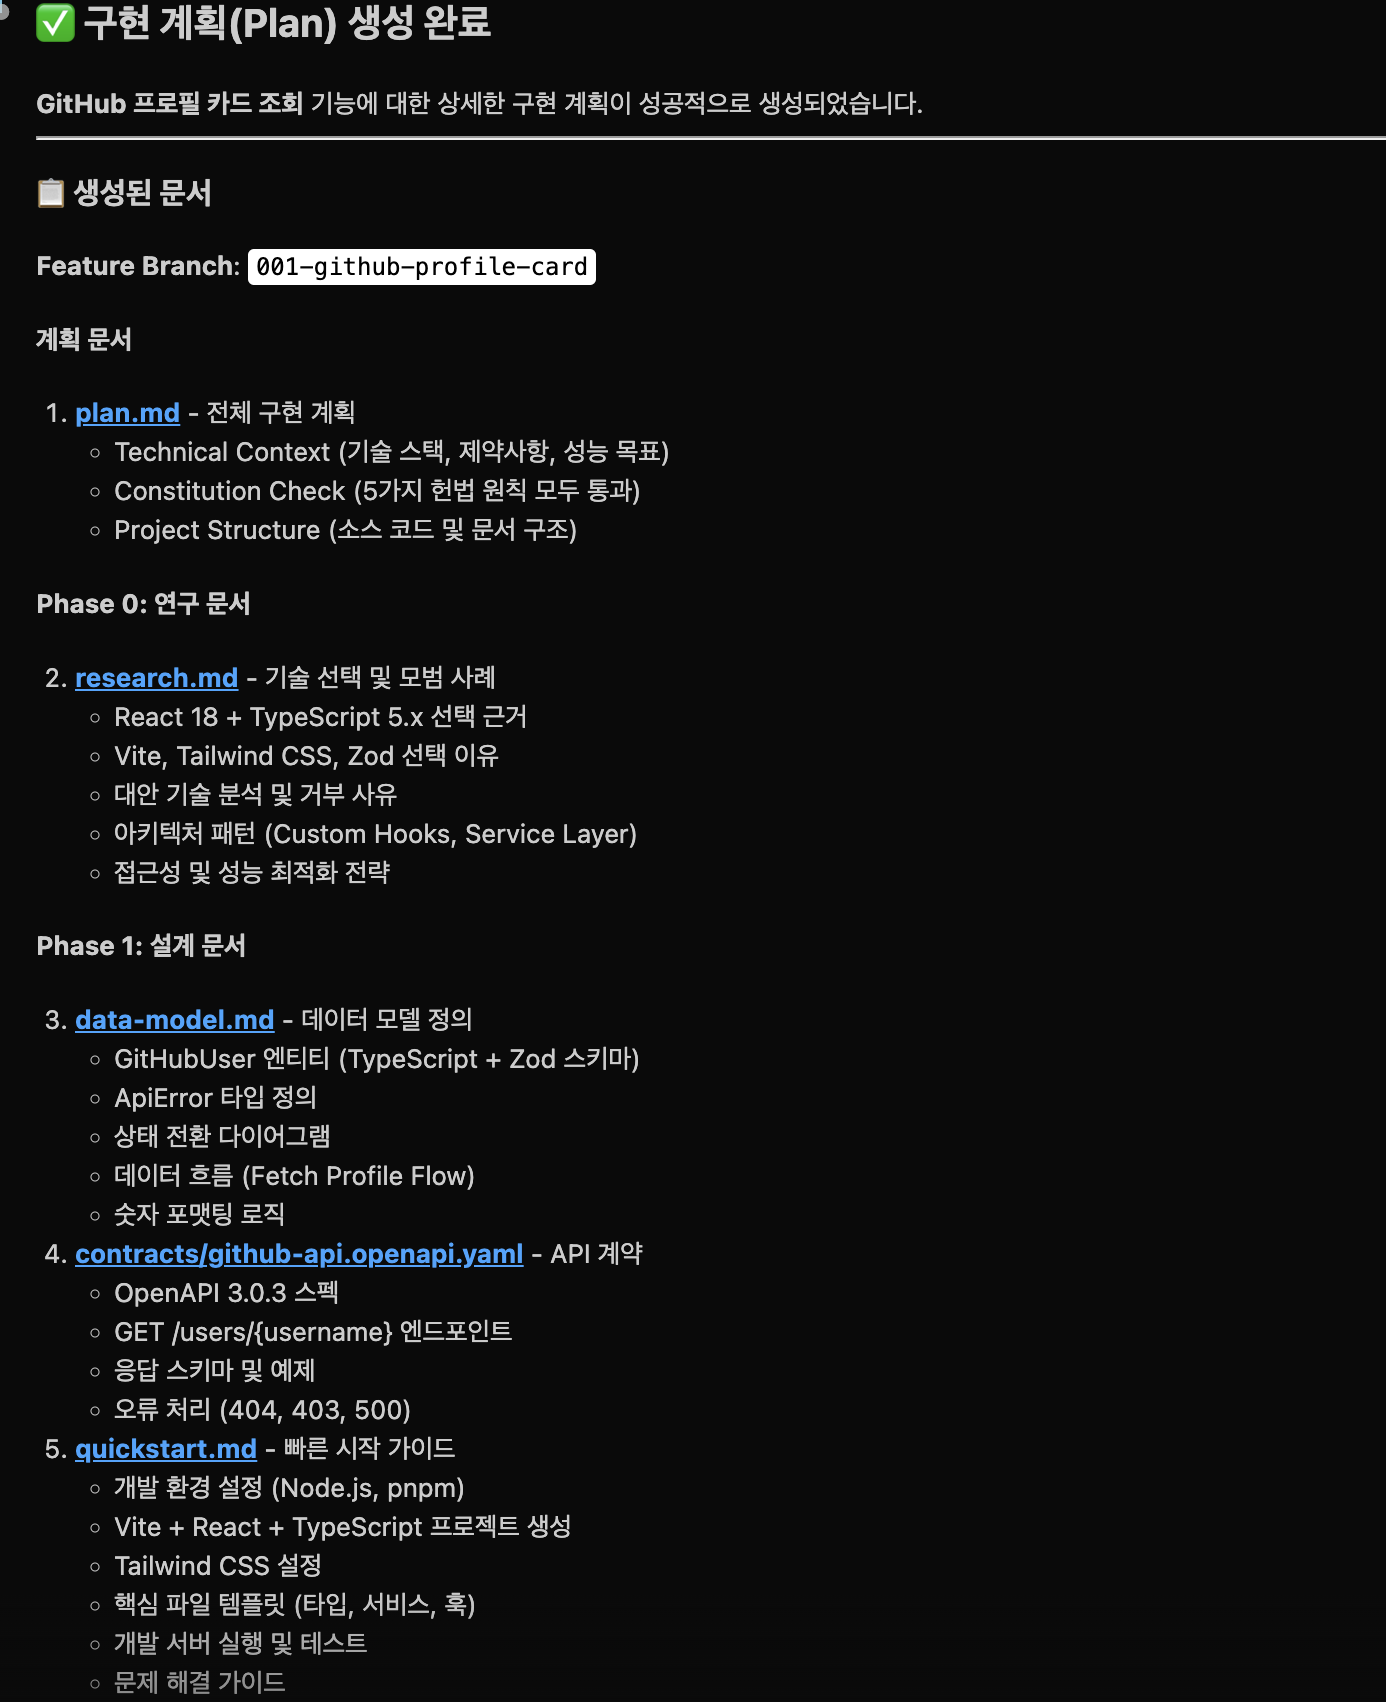 ✅ 구현 계획(Plan) 생성 완료
GitHub 프로필 카드 조회 기능에 대한 상세한 구현 계획이 성공적으로 생성되었습니다.
📋 생성된 문서
Feature Branch: 001-github-profile-card
계획 문서
1. plan.md - 전체 구현 계획
◦ Technical Context (기술 스택, 제약사항, 성능 목표)
◦ Constitution Check (5가지 헌법 원칙 모두 통과)
◦ Project Structure (소스 코드 및 문서 구조)
Phase 0: 연구 문서
2. research.md - 기술 선택 및 모범 사례
◦ React 18 + TypeScript 5.x 선택 근거
◦ Vite, Tailwind CSS, Zod 선택 이유
◦ 대안 기술 분석 및 거부 사유
◦ 아키텍처 패턴 (Custom Hooks, Service Layer)
◦ 접근성 및 성능 최적화 전략
Phase 1: 설계 문서
3. data-model.md - 데이터 모델 정의
◦ GitHubUser 엔티티 (TypeScript + Zod 스키마)
◦ ApiError 타입 정의
◦ 상태 전환 다이어그램
◦ 데이터 흐름 (Fetch Profile Flow)
◦ 숫자 포맷팅 로직
4. contracts/github-api.openapi.yaml - API 계약
◦ OpenAPI 3.0.3 스펙
◦ GET /users/{username} 엔드포인트
◦ 응답 스키마 및 예제
◦ 오류 처리 (404, 403, 500)
5. quickstart.md - 빠른 시작 가이드
◦ 개발 환경 설정 (Node.js, pnpm)
◦ Vite + React + TypeScript 프로젝트 생성
◦ Tailwind CSS 설정
◦ 핵심 파일 템플릿 (타입, 서비스, 훅)
◦ 개발 서버 실행 및 테스트
◦ 문제 해결 가이드